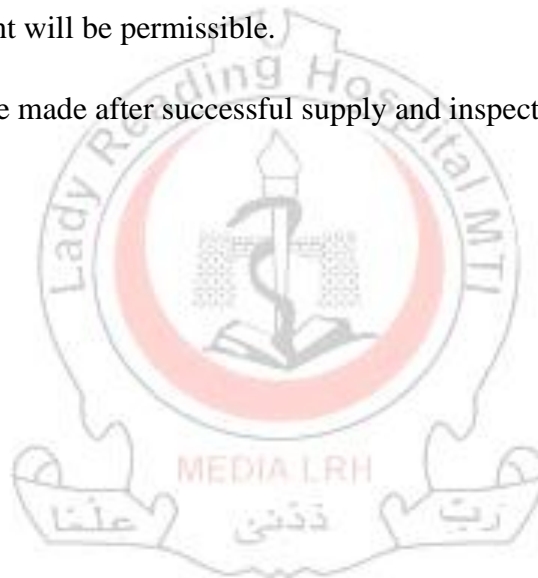 nt will be permissible.
e made after successful supply and inspect
Lady Reading Hospital MTI
MEDIA LRH
رَبِّ زِدْنِی عِلْمًا